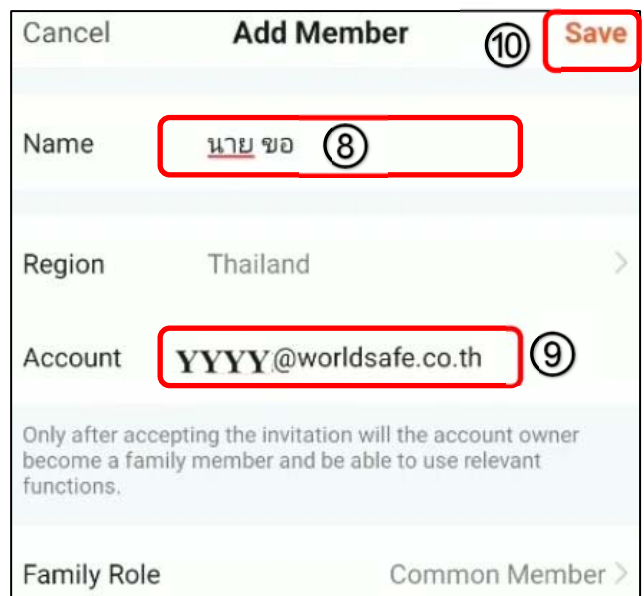 Cancel Add Member ⑩ Save
Name นาย ขอ ⑧
Region Thailand >
Account YYYY@worldsafe.co.th ⑨
Only after accepting the invitation will the account owner
become a family member and be able to use relevant
functions.
Family Role Common Member >